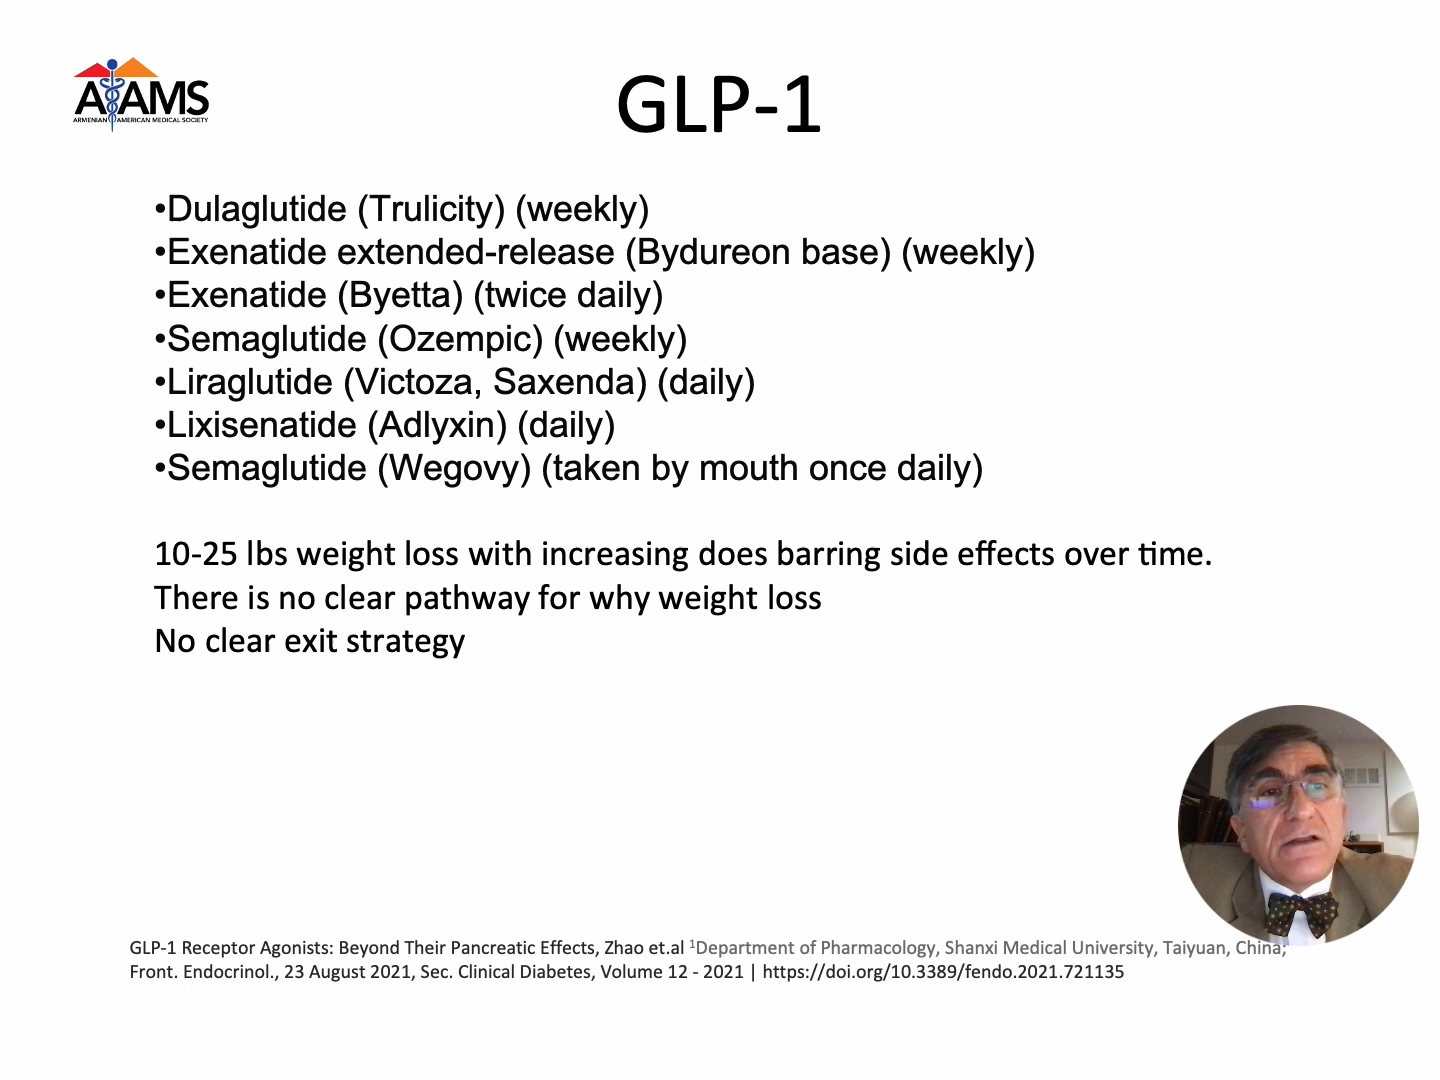 AAMS
ARMENIAN AMERICAN MEDICAL SOCIETY
GLP-1
•Dulaglutide (Trulicity) (weekly)
•Exenatide extended-release (Bydureon base) (weekly)
•Exenatide (Byetta) (twice daily)
•Semaglutide (Ozempic) (weekly)
•Liraglutide (Victoza, Saxenda) (daily)
•Lixisenatide (Adlyxin) (daily)
•Semaglutide (Wegovy) (taken by mouth once daily)
10-25 lbs weight loss with increasing does barring side effects over time.
There is no clear pathway for why weight loss
No clear exit strategy
GLP-1 Receptor Agonists: Beyond Their Pancreatic Effects, Zhao et.al ¹Department of Pharmacology, Shanxi Medical University, Taiyuan, China;
Front. Endocrinol., 23 August 2021, Sec. Clinical Diabetes, Volume 12 - 2021 | https://doi.org/10.3389/fendo.2021.721135